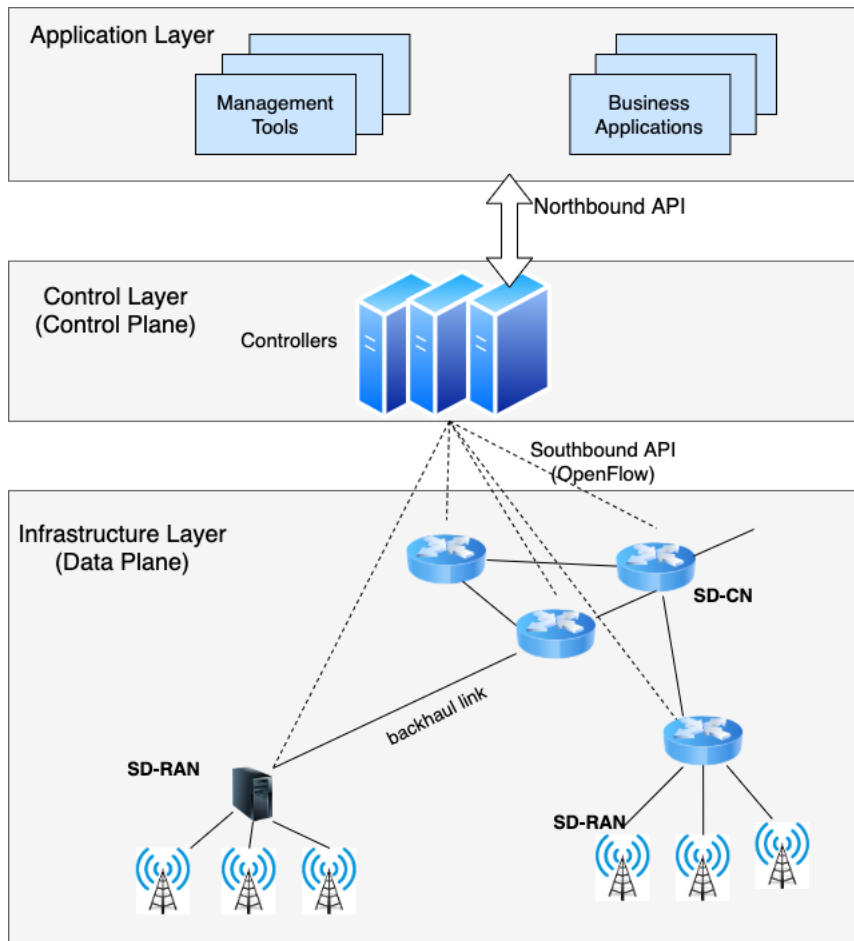 Application Layer
Management
Tools
Business
Applications
Northbound API
Control Layer
(Control Plane)
Controllers
Southbound API
(OpenFlow)
Infrastructure Layer
(Data Plane)
SD-CN
backhaul link
SD-RAN
SD-RAN